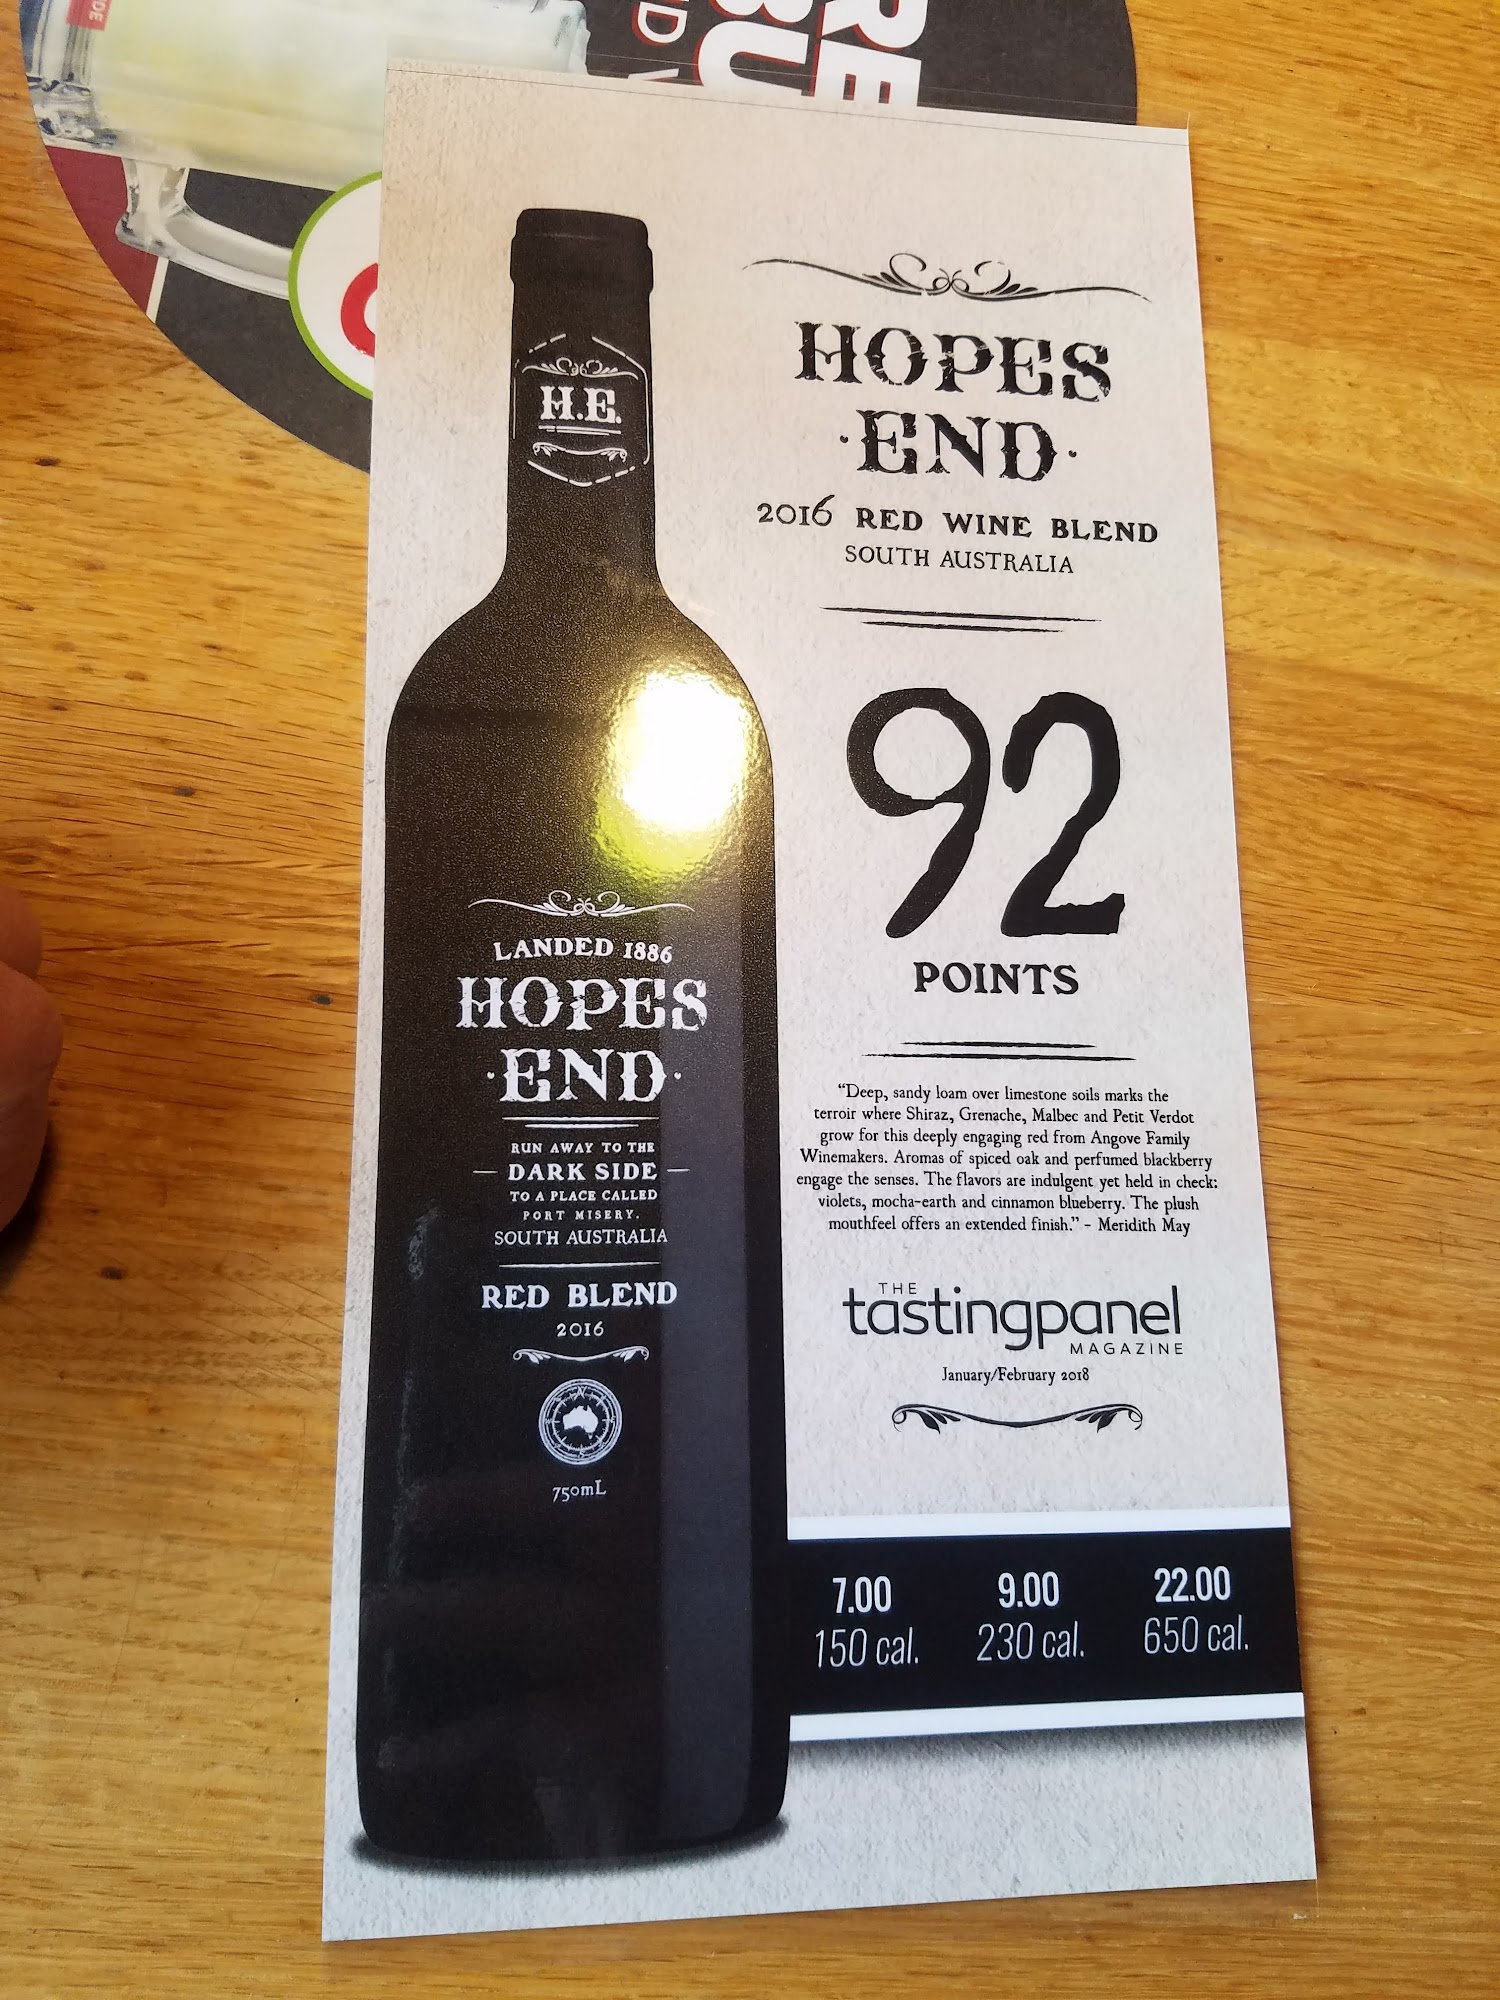 H.E.
LANDED 1886
HOPES
END
RUN AWAY TO THE
DARK SIDE
TO A PLACE CALLED
PORT MISERY.
SOUTH AUSTRALIA
RED BLEND
2016
750mL
HOPES
END
2016 RED WINE BLEND
SOUTH AUSTRALIA
92
POINTS
“Deep, sandy loam over limestone soils marks the
terroir where Shiraz, Grenache, Malbec and Petit Verdot
grow for this deeply engaging red from Angove Family
Winemakers. Aromas of spiced oak and perfumed blackberry
engage the senses. The flavors are indulgent yet held in check:
violets, mocha-earth and cinnamon blueberry. The plush
mouthfeel offers an extended finish.” – Meridith May
THE
tastingpanel
MAGAZINE
January/February 2018
7.00 9.00 22.00
150 cal. 230 cal. 650 cal.